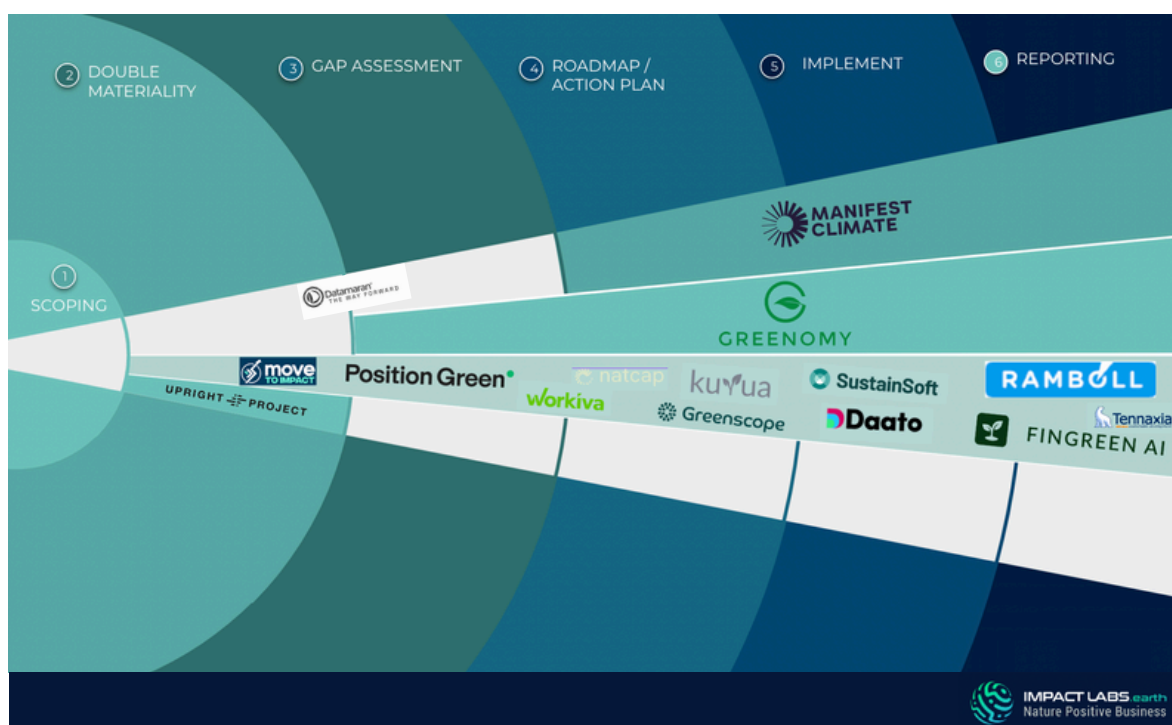 2 DOUBLE
MATERIALITY
3 GAP ASSESSMENT
4 ROADMAP /
ACTION PLAN
5 IMPLEMENT
6 REPORTING
1
SCOPING
MANIFEST
CLIMATE
Datamaran
THE WAY FORWARD
GREENOMY
move
TO IMPACT
Position Green
natcap
workiva
kuyua
Greenscope
SustainSoft
Daato
RAMBOLL
Tennaxia
FINGREEN AI
UPRIGHT PROJECT
IMPACT LABS.earth
Nature Positive Business